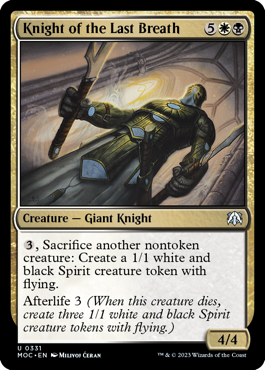 Knight of the Last Breath 5
Creature — Giant Knight
3, Sacrifice another nontoken
creature: Create a 1/1 white and
black Spirit creature token with
flying.
Afterlife 3 (When this creature dies,
create three 1/1 white and black
Spirit creature tokens with flying.)
4/4
U 0331
MOC • EN Milivoj Ćeran
™ & © 2023 Wizards of the Coast